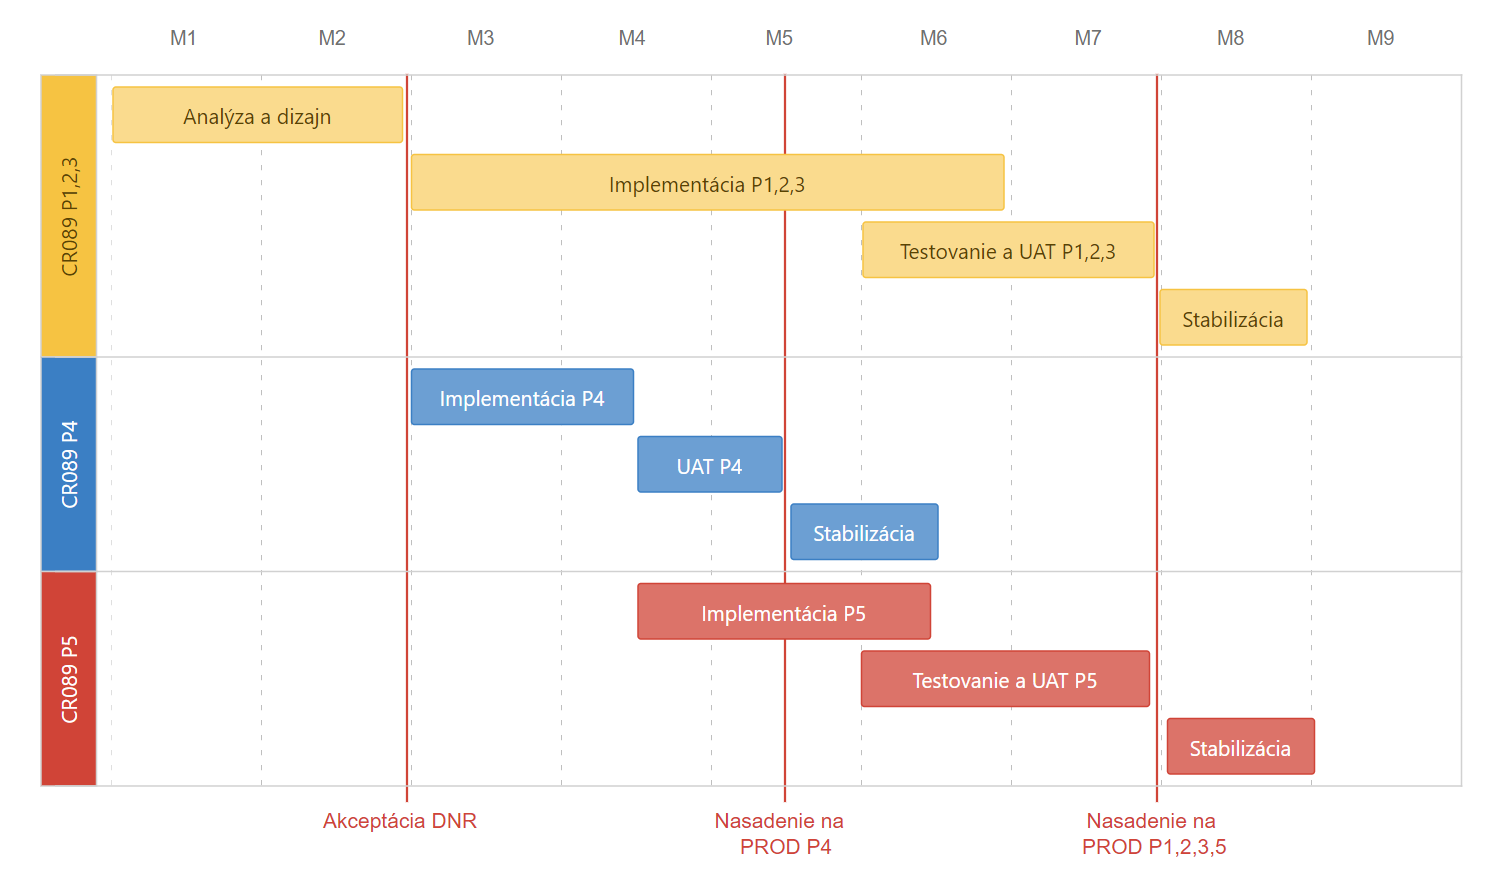 M1
M2
M3
M4
M5
M6
M7
M8
M9
CR089 P1,2,3
Analýza a dizajn
Implementácia P1,2,3
Testovanie a UAT P1,2,3
Stabilizácia
CR089 P4
Implementácia P4
UAT P4
Stabilizácia
CR089 P5
Implementácia P5
Testovanie a UAT P5
Stabilizácia
Akceptácia DNR
Nasadenie na
PROD P4
Nasadenie na
PROD P1,2,3,5